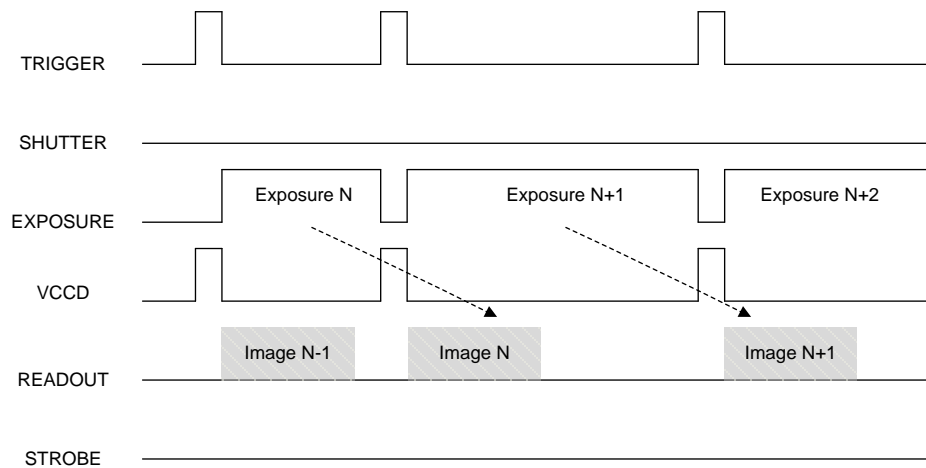 TRIGGER
SHUTTER
Exposure N
Exposure N+1
Exposure N+2
EXPOSURE
VCCD
Image N-1
Image N
Image N+1
READOUT
STROBE